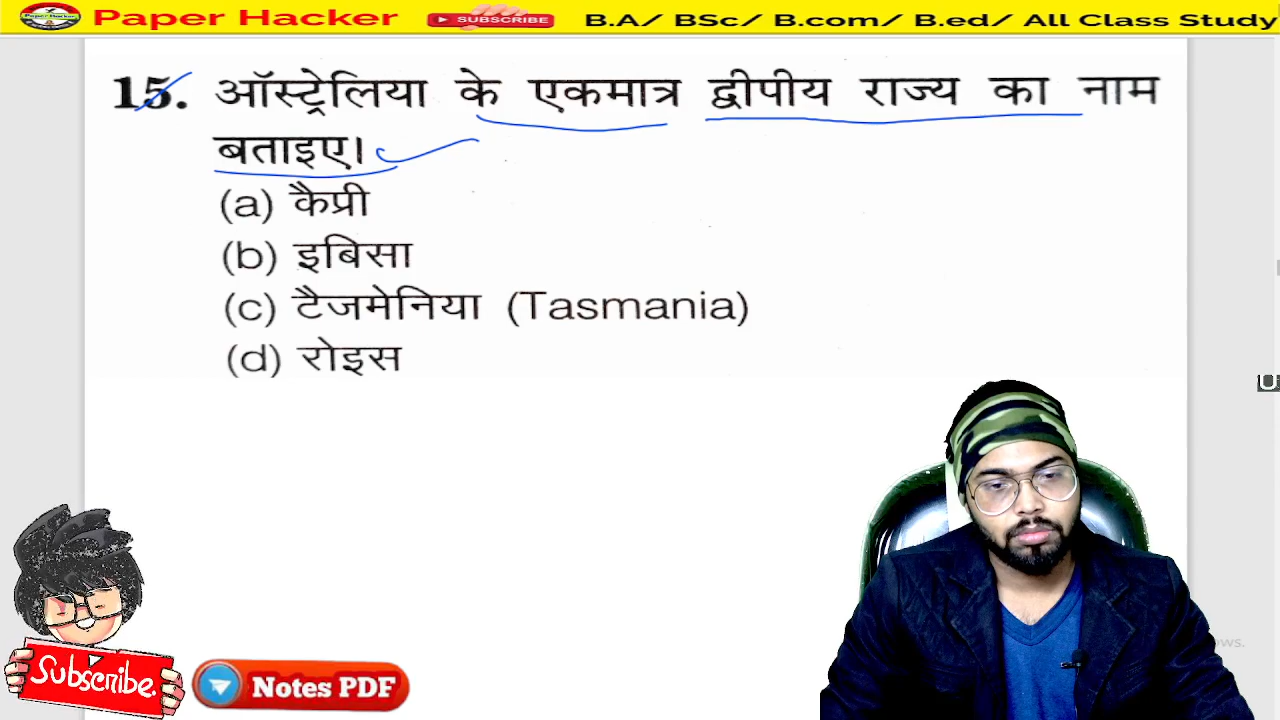 Paper Hacker SUBSCRIBE B.A/ BSc/ B.com/ B.ed/ All Class Study
15. ऑस्ट्रेलिया के एकमात्र द्वीपीय राज्य का नाम
बताइए।
(a) कैप्री
(b) इबिसा
(c) टैजमेनिया (Tasmania)
(d) रोइस
Subscribe.
Notes PDF